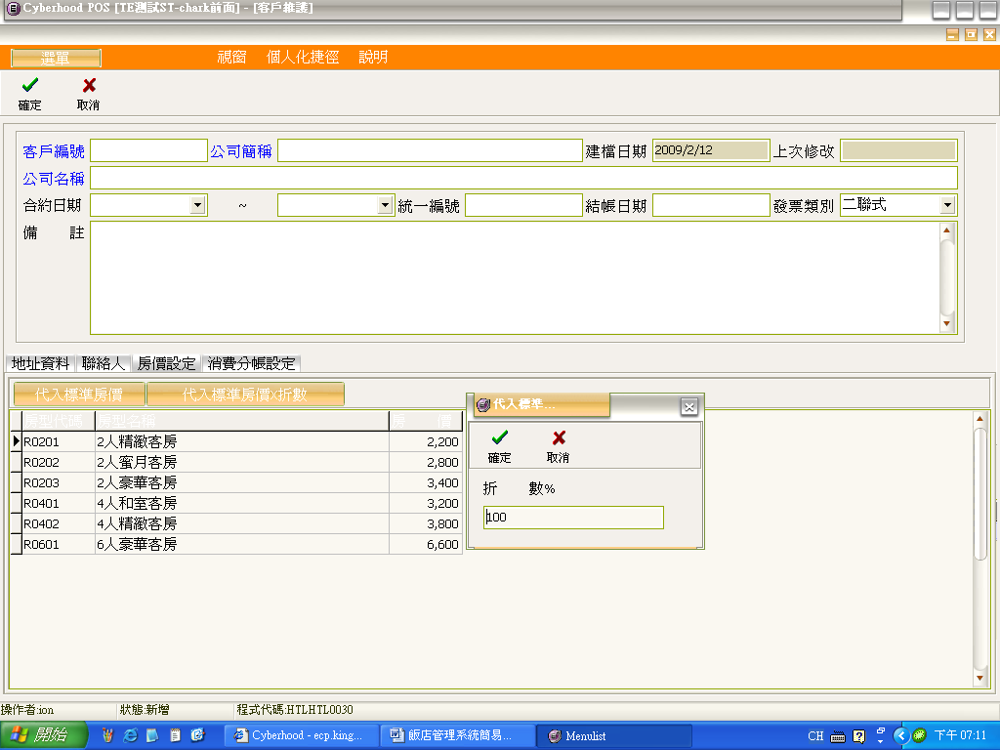 Cyberhood POS [TE測試ST-chark前面] - [客戶維護]
選單 視窗 個人化捷徑 說明
確定 取消
客戶編號 公司簡稱 建檔日期 2009/2/12 上次修改
公司名稱
合約日期 ~ 統一編號 結帳日期 發票類別 二聯式
備 註
地址資料 聯絡人 房價設定 消費分帳設定
代入標準房價 代入標準房價x折數
房型代碼 房型名稱 房 價
R0201 2人精緻客房 2,200
R0202 2人蜜月客房 2,800
R0203 2人豪華客房 3,400
R0401 4人和室客房 3,200
R0402 4人精緻客房 3,800
R0601 6人豪華客房 6,600
代入標準...
確定 取消
折 數%
100
操作者:ion 狀態:新增 程式代碼:HTLHTL0030
開始 Cyberhood - ecp king... 飯店管理系統簡易... Menulist CH 下午 07:11